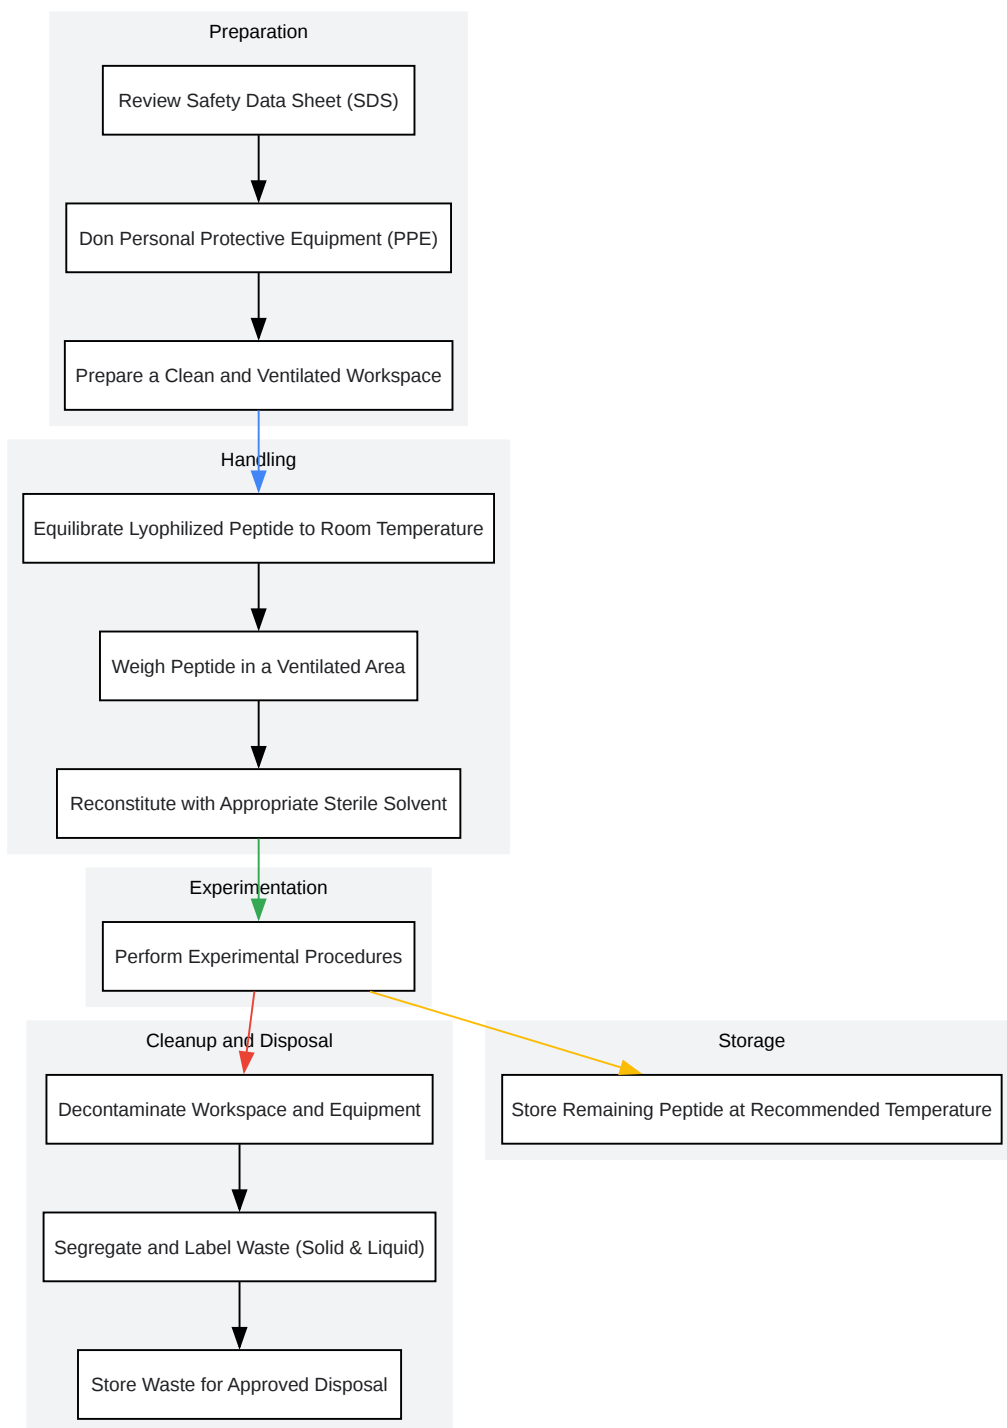 Preparation
Review Safety Data Sheet (SDS)
Don Personal Protective Equipment (PPE)
Prepare a Clean and Ventilated Workspace
Handling
Equilibrate Lyophilized Peptide to Room Temperature
Weigh Peptide in a Ventilated Area
Reconstitute with Appropriate Sterile Solvent
Experimentation
Perform Experimental Procedures
Cleanup and Disposal
Decontaminate Workspace and Equipment
Segregate and Label Waste (Solid & Liquid)
Store Waste for Approved Disposal
Storage
Store Remaining Peptide at Recommended Temperature